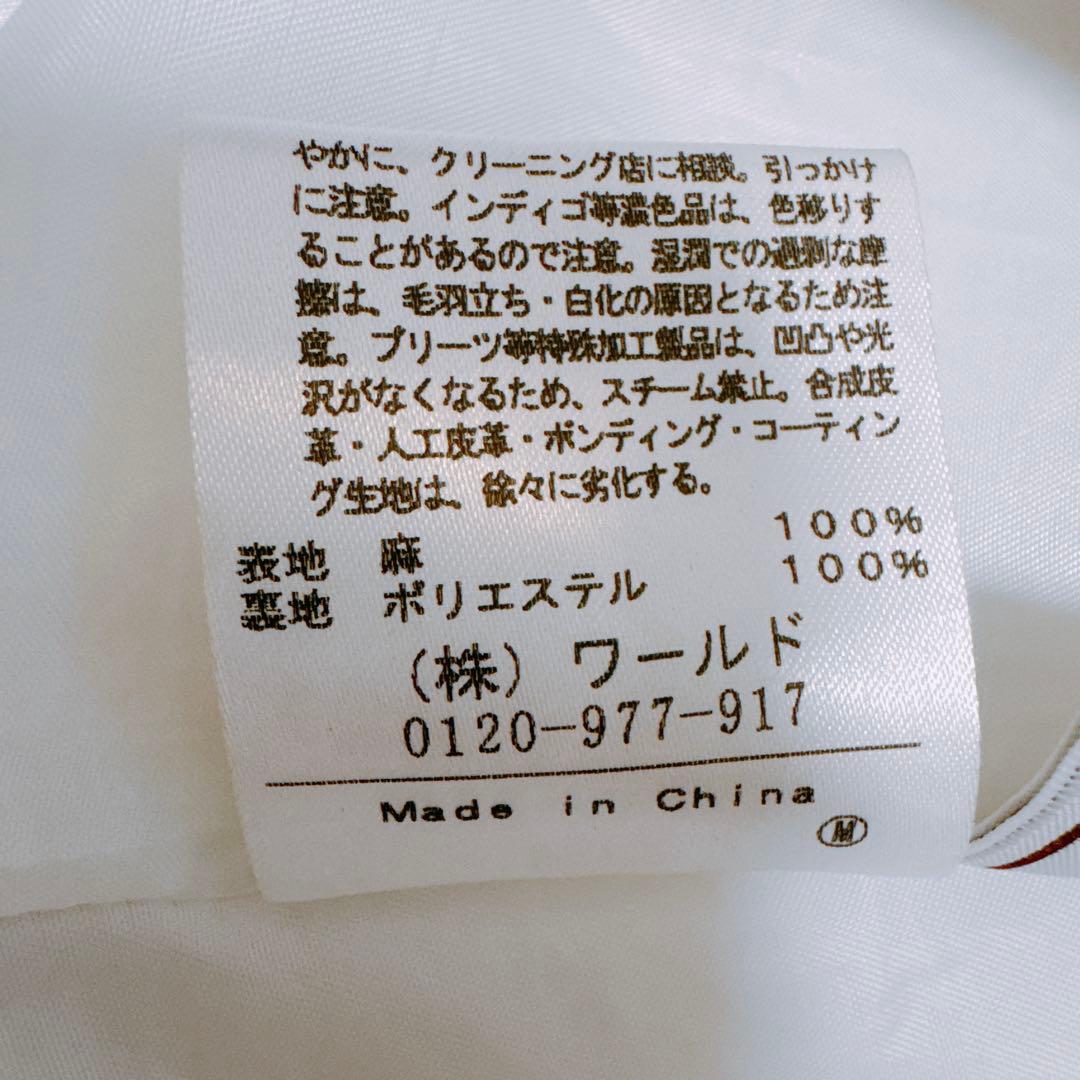 やかに、クリーニング店に相談。引っかけ
に注意。インディゴ等濃色品は、色移りす
ることがあるので注意。湿潤での過剰な摩
擦は、毛羽立ち・白化の原因となるため注
意。プリーツ等特殊加工製品は、凹凸や光
沢がなくなるため、スチーム禁止。合成皮
革・人工皮革・ボンディング・コーティン
グ生地は、徐々に劣化する。
表地 麻 100%
裏地 ポリエステル 100%
(株) ワールド
0120-977-917
Made in China
M